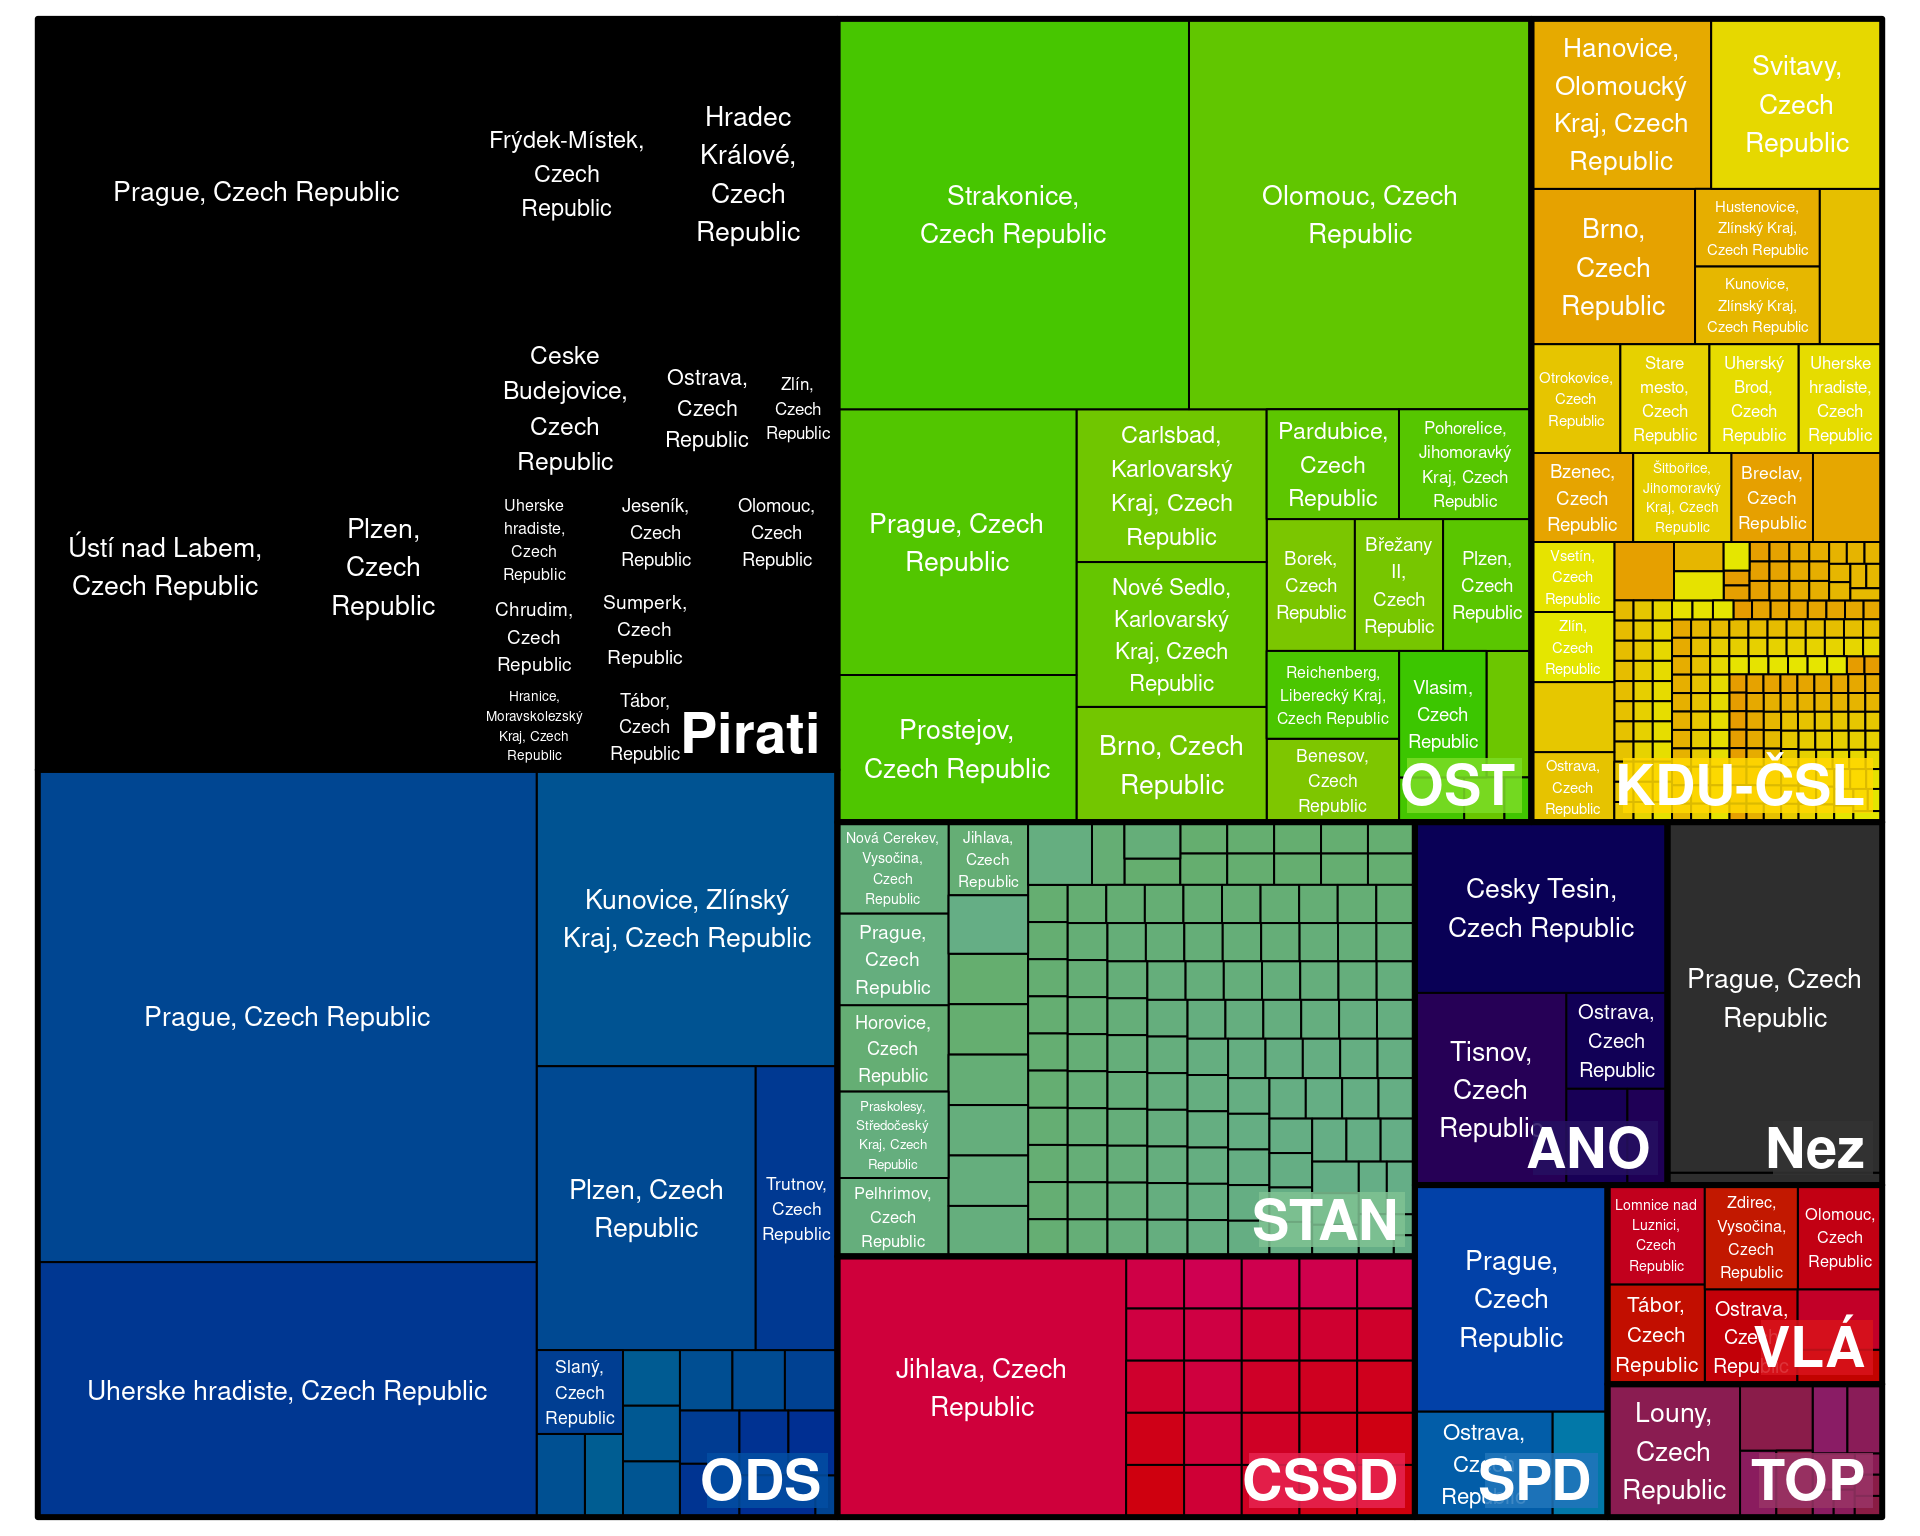 Prague, Czech Republic
Frýdek-Místek,
Czech
Republic
Hradec
Králové,
Czech
Republic
Ceske
Budejovice,
Czech
Republic
Ostrava,
Czech
Republic
Zlín,
Czech
Republic
Ústí nad Labem,
Czech Republic
Plzen,
Czech
Republic
Uherske
hradiste,
Czech
Republic
Jeseník,
Czech
Republic
Olomouc,
Czech
Republic
Chrudim,
Czech
Republic
Sumperk,
Czech
Republic
Hranice,
Moravskolezský
Kraj, Czech
Republic
Tábor,
Czech
Republic
Pirati
Strakonice,
Czech Republic
Olomouc, Czech
Republic
Prague, Czech
Republic
Prostejov,
Czech Republic
Carlsbad,
Karlovarský
Kraj, Czech
Republic
Nové Sedlo,
Karlovarský
Kraj, Czech
Republic
Brno, Czech
Republic
Pardubice,
Czech
Republic
Pohorelice,
Jihomoravký
Kraj, Czech
Republic
Borek,
Czech
Republic
Břežany
II,
Czech
Republic
Plzen,
Czech
Republic
Reichenberg,
Liberecký Kraj,
Czech Republic
Benesov,
Czech
Republic
Vlasim,
Czech
Republic
OST
Hanovice,
Olomoucký
Kraj, Czech
Republic
Svitavy,
Czech
Republic
Brno,
Czech
Republic
Hustenovice,
Zlínský Kraj,
Czech Republic
Kunovice,
Zlínský Kraj,
Czech Republic
Otrokovice,
Czech
Republic
Stare
mesto,
Czech
Republic
Uherský
Brod,
Czech
Republic
Uherske
hradiste,
Czech
Republic
Bzenec,
Czech
Republic
Šitbořice,
Jihomoravký
Kraj, Czech
Republic
Breclav,
Czech
Republic
Vsetín,
Czech
Republic
Zlín,
Czech
Republic
Ostrava,
Czech
Republic
KDU-ČSL
Prague, Czech Republic
Uherske hradiste, Czech Republic
Kunovice, Zlínský
Kraj, Czech Republic
Plzen, Czech
Republic
Trutnov,
Czech
Republic
Slaný,
Czech
Republic
ODS
Nová Cerekev,
Vysočina,
Czech
Republic
Jihlava,
Czech
Republic
Prague,
Czech
Republic
Horovice,
Czech
Republic
Praskolesy,
Středočeský
Kraj, Czech
Republic
Pelhrimov,
Czech
Republic
STAN
Jihlava, Czech
Republic
CSSD
Cesky Tesin,
Czech Republic
Tisnov,
Czech
Republic
Ostrava,
Czech
Republic
ANO
Prague, Czech
Republic
Nez
Prague,
Czech
Republic
Ostrava,
Czech
Republic
SPD
Lomnice nad
Luznici,
Czech
Republic
Zdirec,
Vysočina,
Czech
Republic
Olomouc,
Czech
Republic
Tábor,
Czech
Republic
Ostrava,
Czech
Republic
VLÁ
Louny,
Czech
Republic
TOP